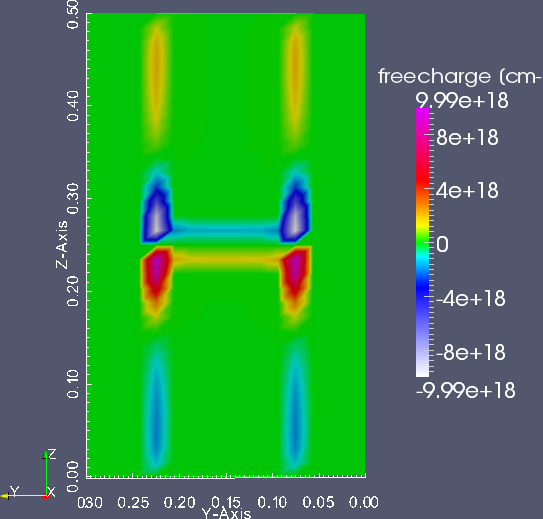 0.50
0.40
0.30
0.20
0.10
0.00
Z-Axis
030
0.25
0.20
0.15
0.10
0.05
0.00
Y-Axis
freecharge (cm-
9.99e+18
8e+18
4e+18
0
-4e+18
-8e+18
-9.99e+18
Z
Y
X